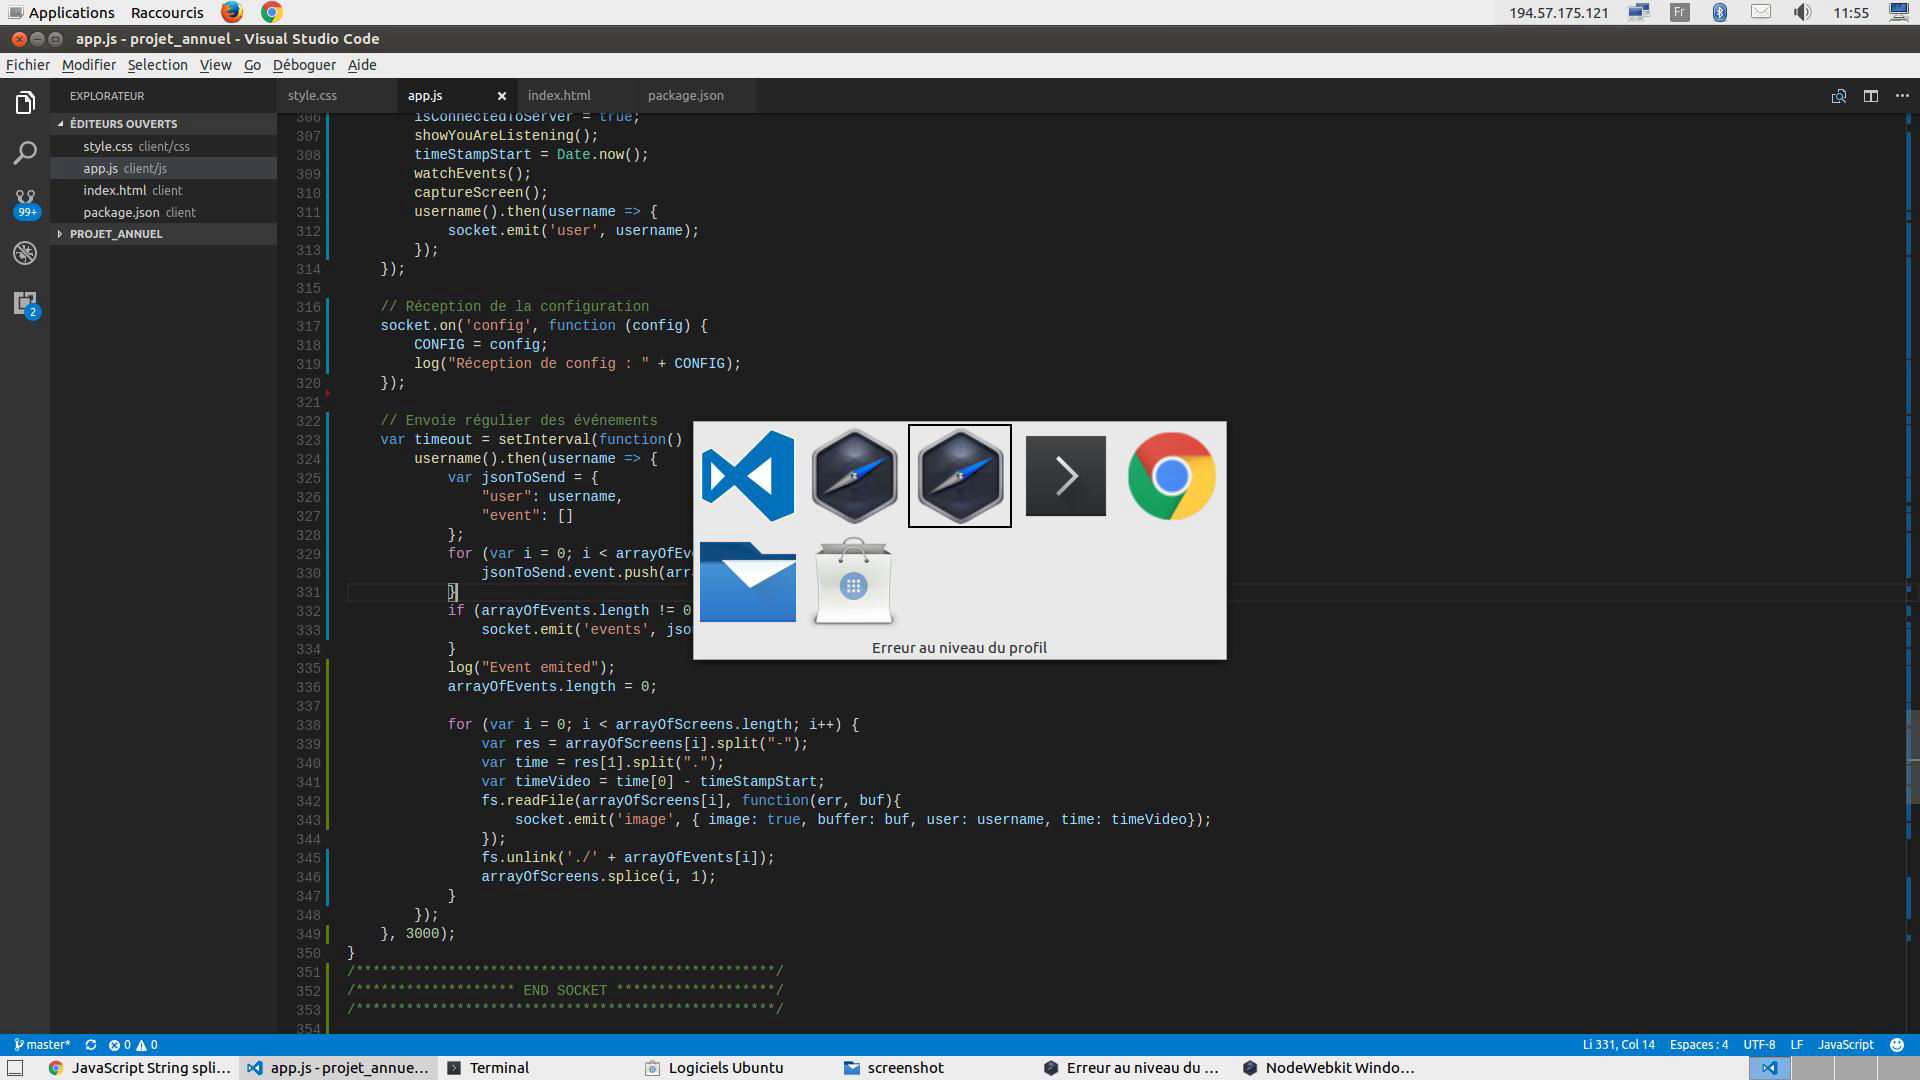 Applications Raccourcis 194.57.175.121 Fr 11:55
app.js - projet_annuel - Visual Studio Code
Fichier Modifier Selection View Go Déboguer Aide
EXPLORATEUR
ÉDITEURS OUVERTS
style.css client/css
app.js client/js
index.html client
package.json client
PROJET_ANNUEL
99+
2
style.css app.js × index.html package.json
306 isConnectedToServer = true;
307 showYouAreListening();
308 timeStampStart = Date.now();
309 watchEvents();
310 captureScreen();
311 username().then(username => {
312 socket.emit('user', username);
313 });
314 });
315
316 // Réception de la configuration
317 socket.on('config', function (config) {
318 CONFIG = config;
319 log("Réception de config : " + CONFIG);
320 });
321
322 // Envoie régulier des événements
323 var timeout = setInterval(function()
324 username().then(username => {
325 var jsonToSend = {
326 "user": username,
327 "event": []
328 };
329 for (var i = 0; i < arrayOfEv
330 jsonToSend.event.push(arr
331 }
332 if (arrayOfEvents.length != 0
333 socket.emit('events', jso
334 }
335 log("Event emited");
336 arrayOfEvents.length = 0;
337
338 for (var i = 0; i < arrayOfScreens.length; i++) {
339 var res = arrayOfScreens[i].split("-");
340 var time = res[1].split(".");
341 var timeVideo = time[0] - timeStampStart;
342 fs.readFile(arrayOfScreens[i], function(err, buf){
343 socket.emit('image', { image: true, buffer: buf, user: username, time: timeVideo});
344 });
345 fs.unlink('./' + arrayOfEvents[i]);
346 arrayOfScreens.splice(i, 1);
347 }
348 });
349 }, 3000);
350 }
351 /**************************************************/
352 /******************* END SOCKET *******************/
353 /**************************************************/
354
Erreur au niveau du profil
master* 0 0 Li 331, Col 14 Espaces : 4 UTF-8 LF JavaScript
JavaScript String spli... app.js - projet_annue... Terminal Logiciels Ubuntu screenshot Erreur au niveau du ... NodeWebkit Windo...